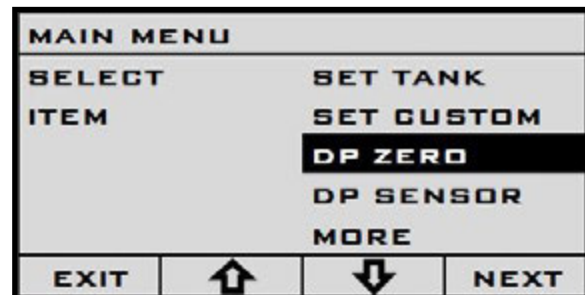 MAIN MENU
SELECT SET TANK
ITEM SET CUSTOM
DP ZERO
DP SENSOR
MORE
EXIT NEXT